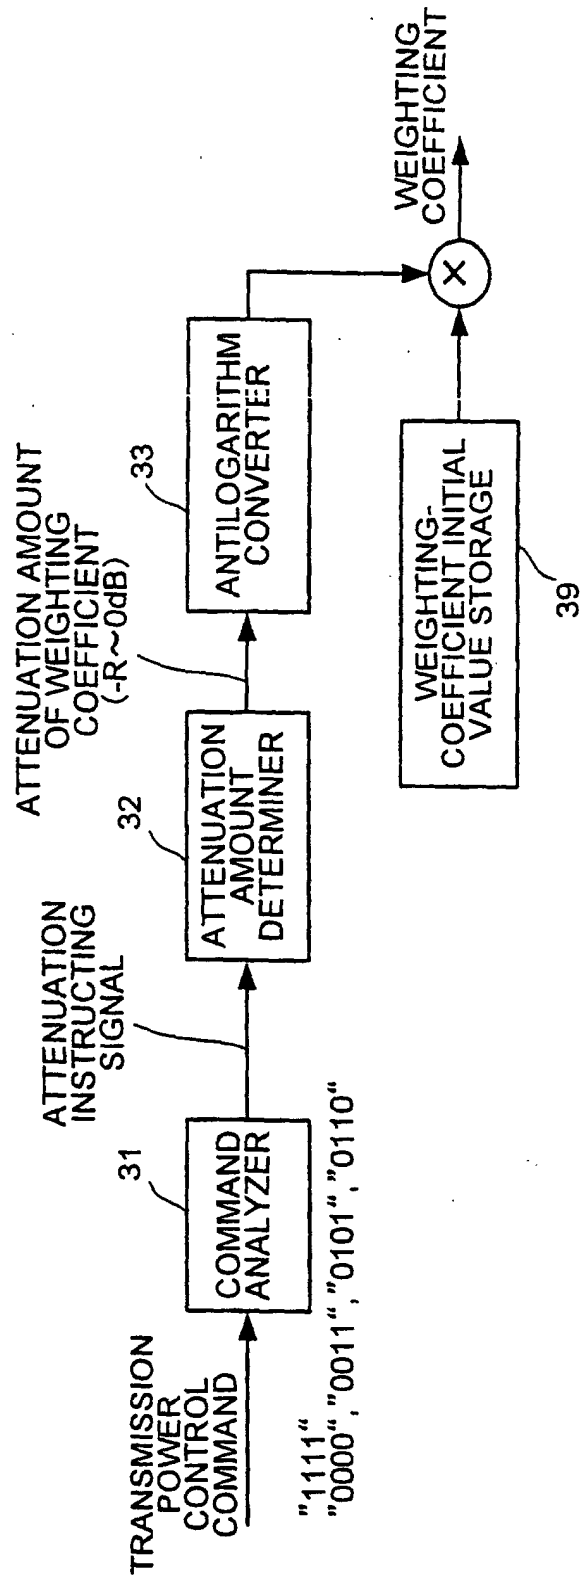 TRANSMISSION
POWER
CONTROL
COMMAND
"1111"
"0000", "0011", "0101", "0110"
31
COMMAND
ANALYZER
ATTENUATION
INSTRUCTING
SIGNAL
32
ATTENUATION
AMOUNT
DETERMINER
ATTENUATION AMOUNT
OF WEIGHTING
COEFFICIENT
(-R~0dB)
33
ANTILOGARITHM
CONVERTER
WEIGHTING-
COEFFICIENT INITIAL
VALUE STORAGE
39
×
WEIGHTING
COEFFICIENT